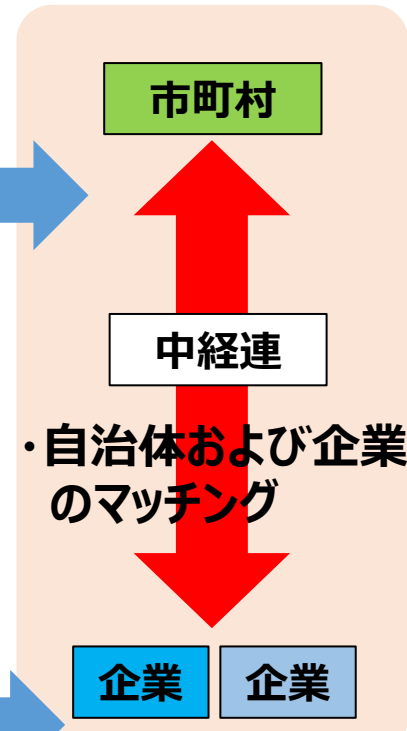 市町村
中経連
・自治体および企業
のマッチング
企業 企業